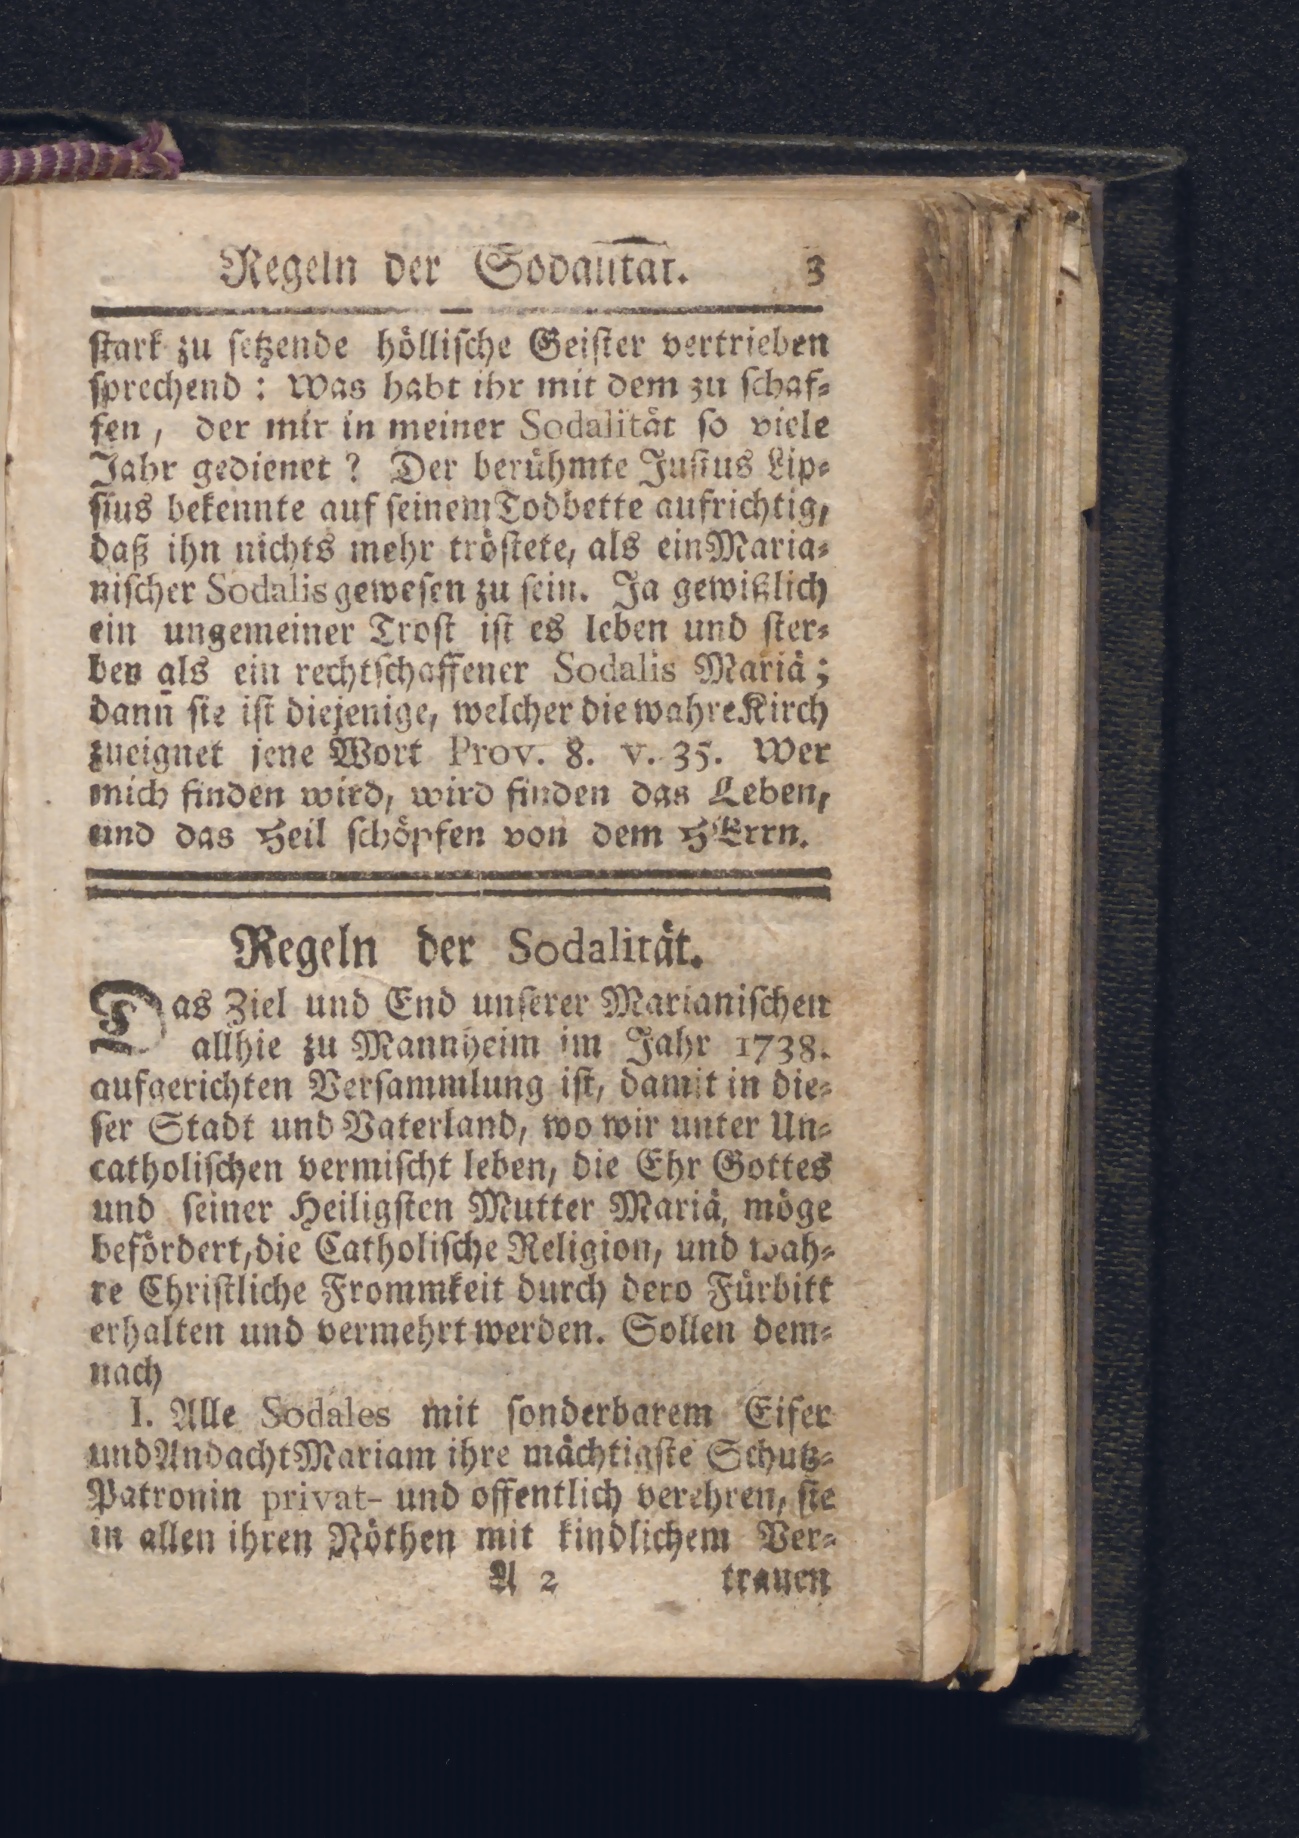 Regeln der Sodalität. 3
ſtark zu ſetzende höllische Geiſter vertrieben
ſprechend : Was habt ihr mit dem zu ſchaf⸗
fen , der mir in meiner Sodalität ſo viele
Jahr gedienet ? Der berühmte Juſtus Lip⸗
ſius bekennte auf ſeinem Todbette aufrichtig,
daß ihn nichts mehr tröſtete, als ein Maria⸗
niſcher Sodalis geweſen zu ſein. Ja gewißlich
ein ungemeiner Troſt iſt es leben und ſter⸗
ben als ein rechtſchaffener Sodalis Mariä ;
dann̄ ſie iſt diejenige, welcher die wahre Kirch
zueignet jene Wort Prov. 8. v. 35. Wer
mich finden wird, wird finden das Leben,
und das Heil ſchöpfen von dem HErrn.
Regeln der Sodalität.
Das Ziel und End unſerer Marianiſchen
allhie zu Mannheim im Jahr 1738.
aufgerichten Verſammlung iſt, damit in die⸗
ſer Stadt und Vaterland, wo wir unter Un⸗
catholiſchen vermiſcht leben, die Ehr Gottes
und ſeiner Heiligſten Mutter Mariä, möge
befördert, die Catholiſche Religion, und wah⸗
re Chriſtliche Frommkeit durch dero Fürbitt
erhalten und vermehrt werden. Sollen dem⸗
nach
I. Alle Sodales mit ſonderbarem Eifer
und Andacht Mariam ihre mächtigſte Schutz⸗
Patronin privat- und offentlich verehren, ſie
in allen ihren Nöthen mit kindlichem Ver⸗
A 2 trauen